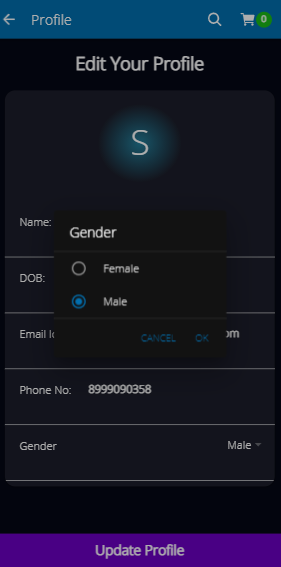 Profile
0
Edit Your Profile
S
Name:
Gender
Female
DOB:
Male
Email
om
CANCEL
OK
Phone No:
8999090358
Gender
Male
Update Profile